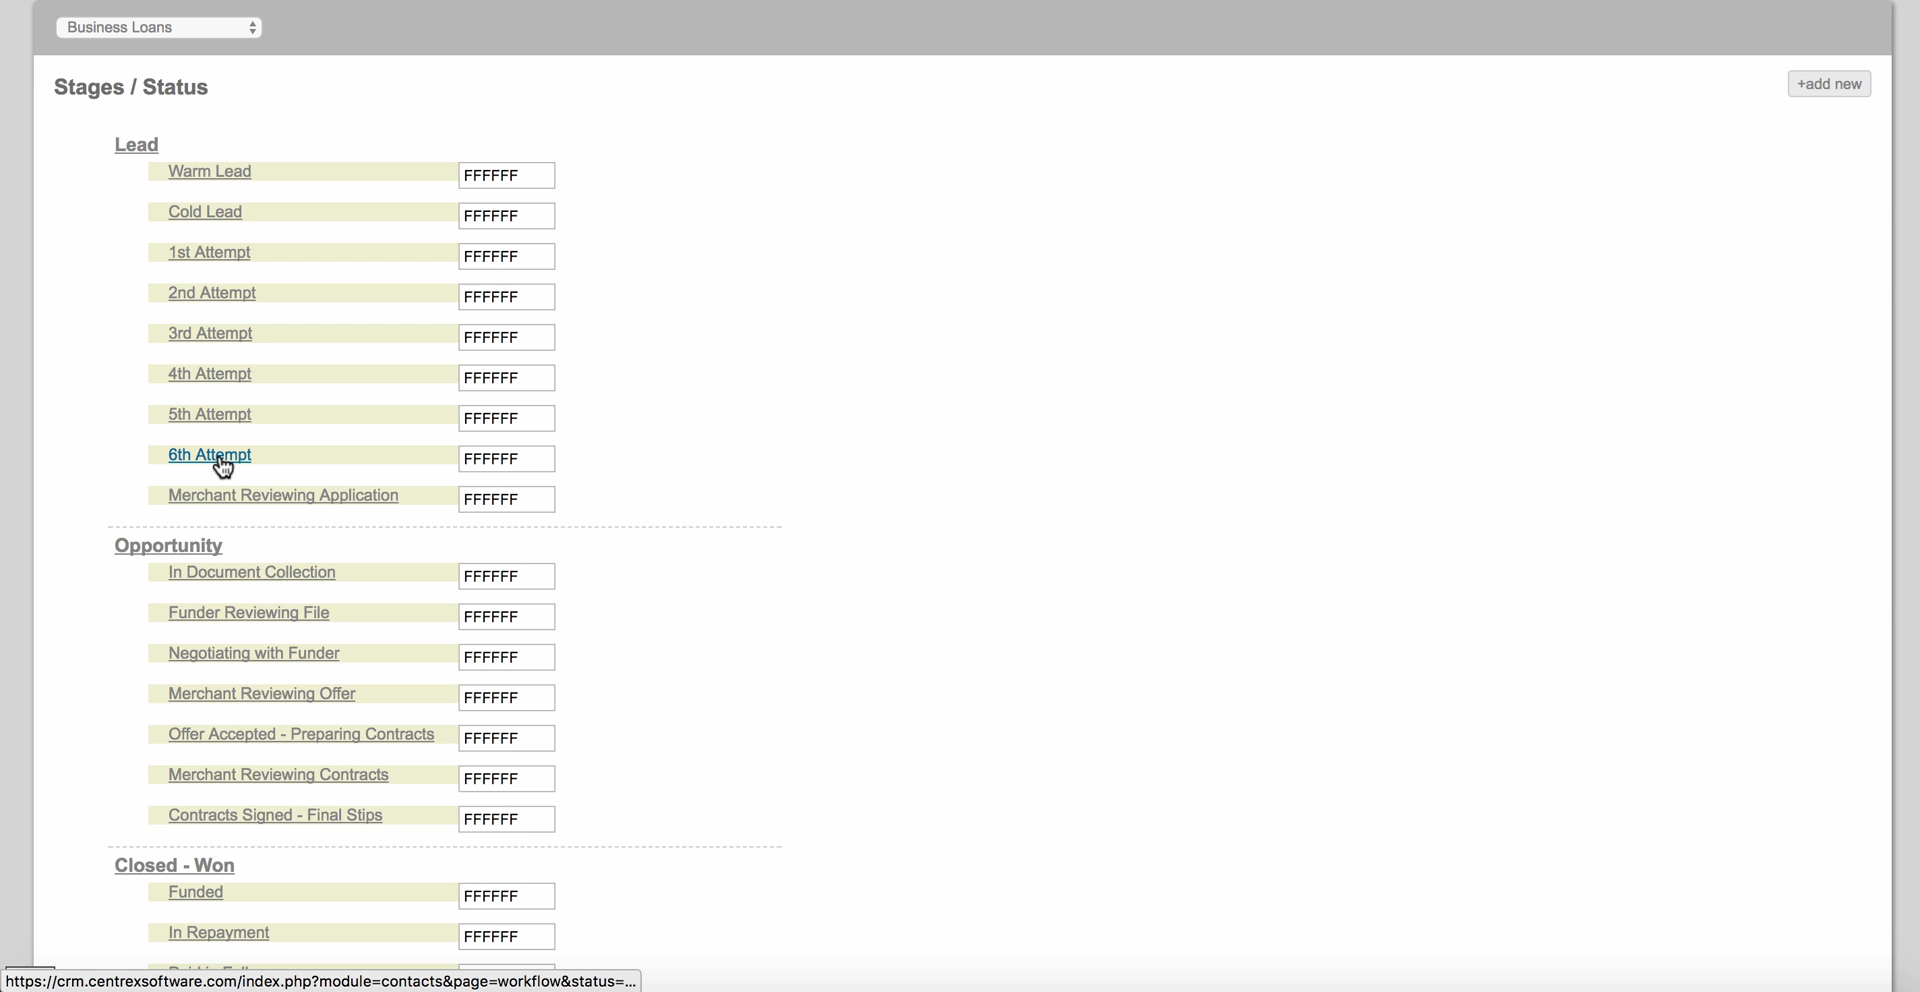 Business Loans
Stages / Status
+add new
Lead
Warm Lead FFFFFF
Cold Lead FFFFFF
1st Attempt FFFFFF
2nd Attempt FFFFFF
3rd Attempt FFFFFF
4th Attempt FFFFFF
5th Attempt FFFFFF
6th Attempt FFFFFF
Merchant Reviewing Application FFFFFF
Opportunity
In Document Collection FFFFFF
Funder Reviewing File FFFFFF
Negotiating with Funder FFFFFF
Merchant Reviewing Offer FFFFFF
Offer Accepted - Preparing Contracts FFFFFF
Merchant Reviewing Contracts FFFFFF
Contracts Signed - Final Stips FFFFFF
Closed - Won
Funded FFFFFF
In Repayment FFFFFF
https://crm.centrexsoftware.com/index.php?module=contacts&page=workflow&status=...